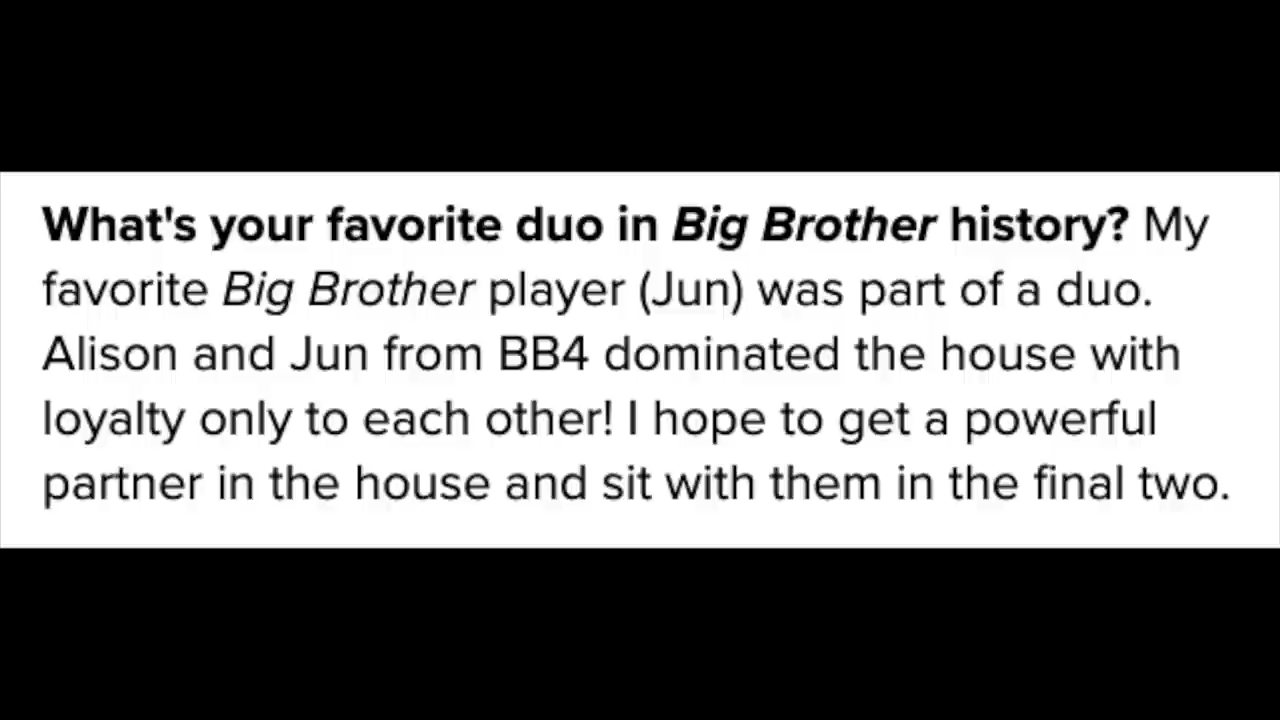 What's your favorite duo in Big Brother history? My
favorite Big Brother player (Jun) was part of a duo.
Alison and Jun from BB4 dominated the house with
loyalty only to each other! I hope to get a powerful
partner in the house and sit with them in the final two.